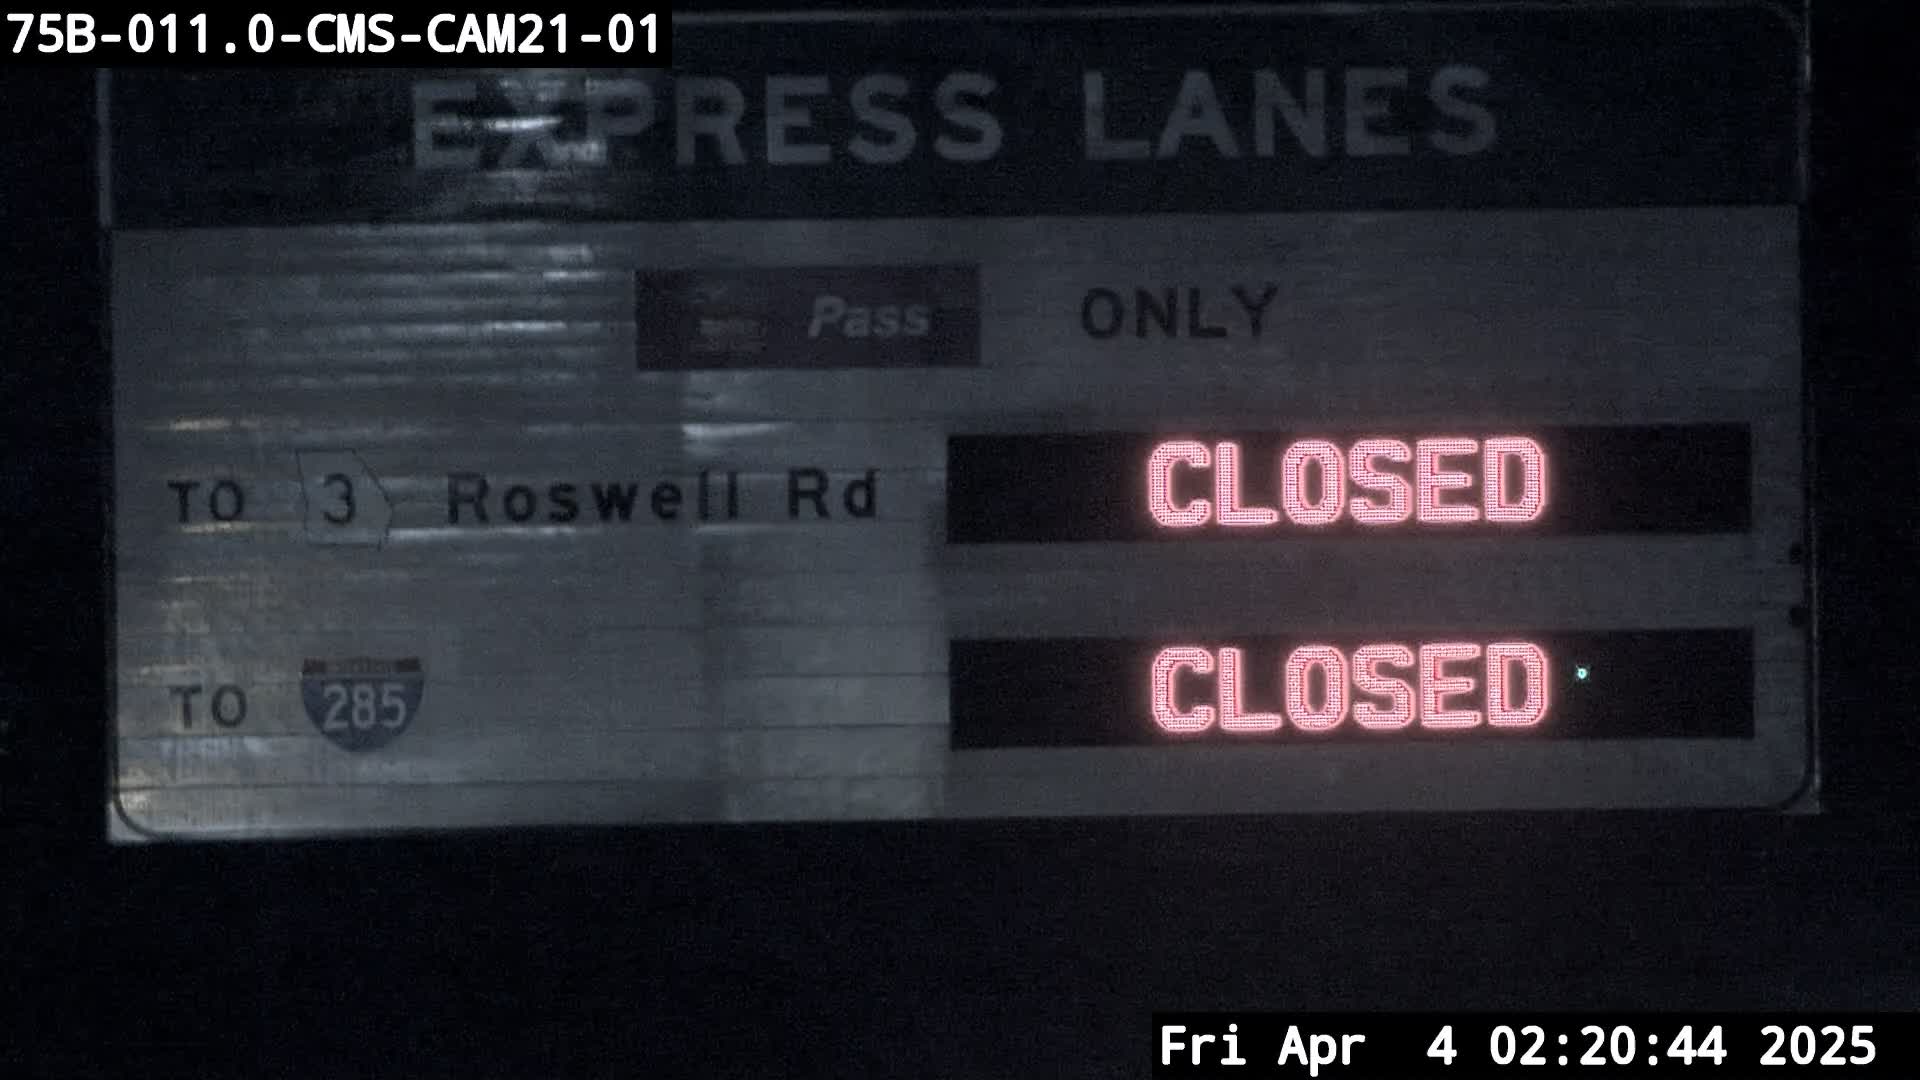 75B-011.0-CMS-CAM21-01
EXPRESS LANES
Pass ONLY
TO 3 Roswell Rd CLOSED
TO 285 CLOSED
Fri Apr 4 02:20:44 2025